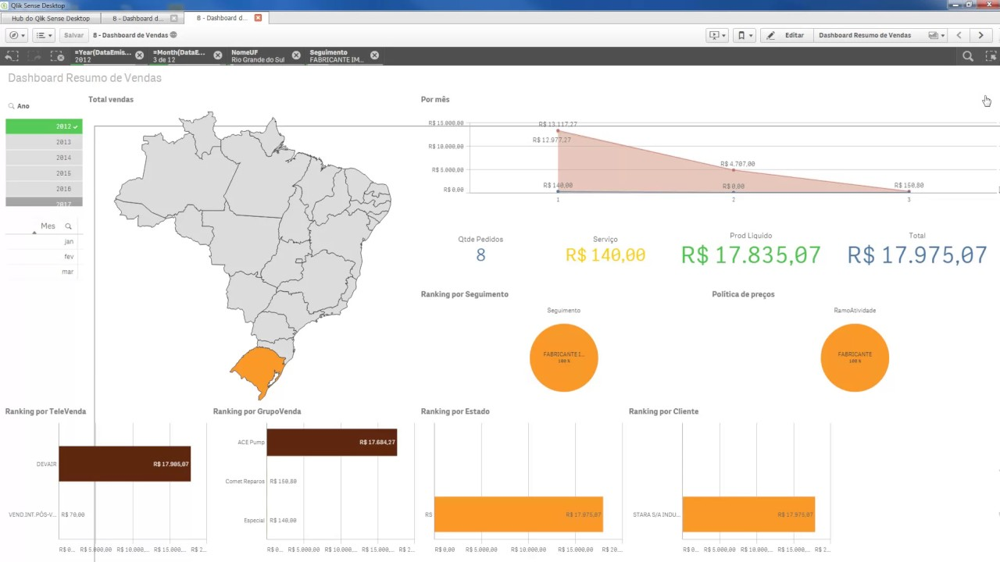 Qlik Sense Desktop
Hub do Qlik Sense Desktop
8 - Dashboard d...
8 - Dashboard d...
Salvar
8 - Dashboard de Vendas
Editar
Dashboard Resumo de Vendas
=Year(DataEmis...
2012
=Month(DataE...
3 de 12
NomeUF
Rio Grande do Sul
Seguimento
FABRICANTE IM...
Dashboard Resumo de Vendas
Ano
2012
2013
2014
2015
2016
2017
Mes
jan
fev
mar
Total vendas
Por mês
R$ 15.000,00
R$ 10.000,00
R$ 5.000,00
R$ 0,00
R$ 13.117,27
R$ 12.977,27
R$ 140,00
R$ 4.707,00
R$ 0,00
R$ 150,80
1
2
3
Qtde Pedidos
8
Serviço
R$ 140,00
Prod Liquido
R$ 17.835,07
Total
R$ 17.975,07
Ranking por Seguimento
Seguimento
FABRICANTE I...
100 %
Política de preços
RamoAtividade
FABRICANTE
100 %
Ranking por TeleVenda
DEVAIR
R$ 17.905,07
VEND.INT.PÓS-V...
R$ 70,00
R$ 0...
R$ 5.000,00
R$ 10.000,...
R$ 15.000,...
R$ 2...
Ranking por GrupoVenda
ACE Pump
R$ 17.684,27
Comet Reparos
R$ 150,80
Especial
R$ 140,00
R$ 0...
R$ 5.000,00
R$ 10.000,...
R$ 15.000,...
R$ 2...
Ranking por Estado
RS
R$ 17.975,07
R$ 0,00
R$ 5.000,00
R$ 10.000,00
R$ 15.000,00
R$ 20...
Ranking por Cliente
STARA S/A INDU...
R$ 17.975,07
R$ 0...
R$ 5.000,00
R$ 10.000,...
R$ 15.000,...
R$ 2...